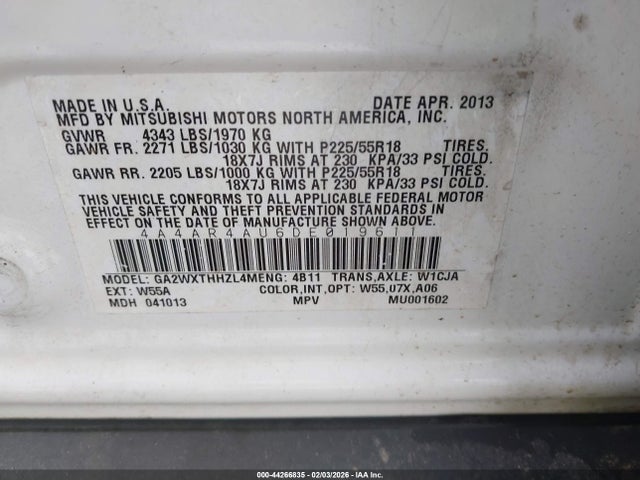 MADE IN U.S.A. DATE APR. 2013
MFD BY MITSUBISHI MOTORS NORTH AMERICA, INC.
GVWR 4343 LBS/1970 KG
GAWR FR. 2271 LBS/1030 KG WITH P225/55R18 TIRES.
18X7J RIMS AT 230 KPA/33 PSI COLD.
GAWR RR. 2205 LBS/1000 KG WITH P225/55R18 TIRES.
18X7J RIMS AT 230 KPA/33 PSI COLD.
THIS VEHICLE CONFORMS TO ALL APPLICABLE FEDERAL MOTOR
VEHICLE SAFETY AND THEFT PREVENTION STANDARDS IN
EFFECT ON THE DATE OF MANUFACTURE SHOWN ABOVE.
4A4AR4AU6DE019611
MODEL: GA2WXTHHZL4MENG: 4B11 TRANS,AXLE: W1CJA
EXT: W55A COLOR,INT,OPT: W55,07X,A06
MDH 041013 MPV MU001602
000-44266835 - 02/03/2026 - IAA Inc.